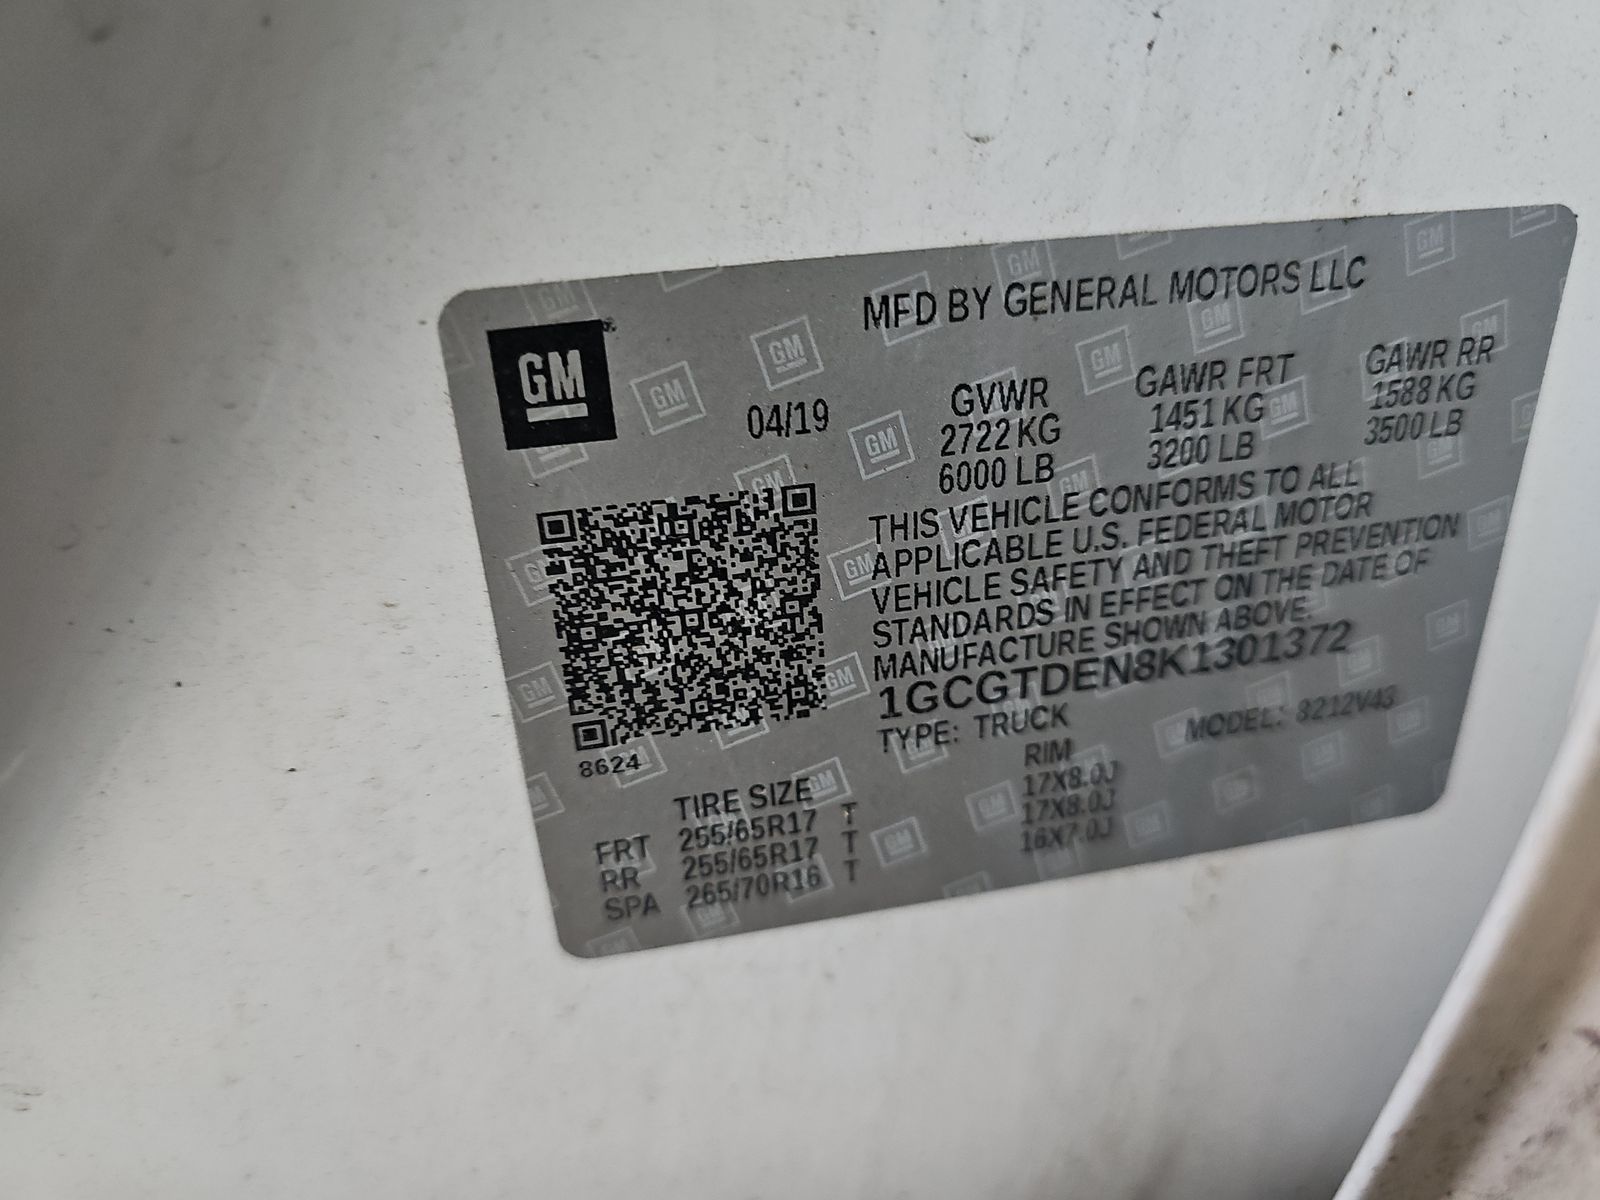 MFD BY GENERAL MOTORS LLC
GM
04/19
GVWR GAWR FRT GAWR RR
2722 KG 1451 KG 1588 KG
6000 LB 3200 LB 3500 LB
THIS VEHICLE CONFORMS TO ALL
APPLICABLE U.S. FEDERAL MOTOR
VEHICLE SAFETY AND THEFT PREVENTION
STANDARDS IN EFFECT ON THE DATE OF
MANUFACTURE SHOWN ABOVE.
1GCGTDEN8K1301372
TYPE: TRUCK MODEL: 8212V43
8624
TIRE SIZE RIM
FRT 255/65R17 T 17X8.0J
RR 255/65R17 T 17X8.0J
SPA 265/70R16 T 16X7.0J